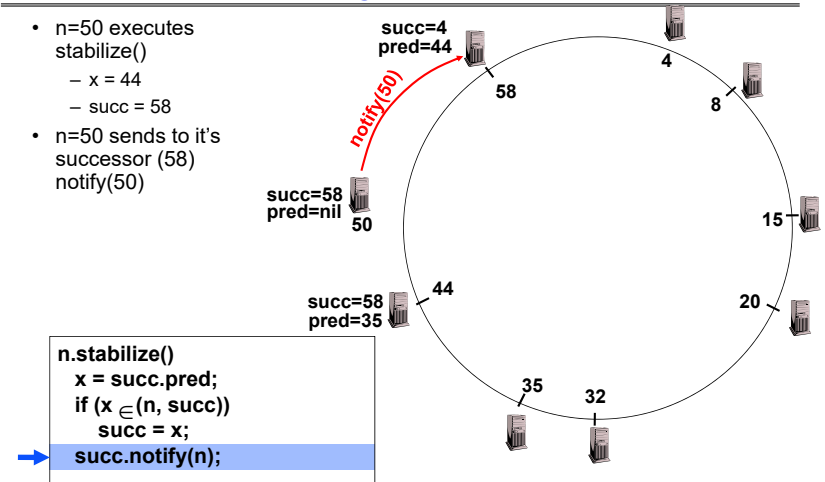 • n=50 executes
stabilize()
– x = 44
– succ = 58
• n=50 sends to it's
successor (58)
notify(50)
succ=4
pred=44
58
notify(50)
succ=58
pred=nil
50
succ=58
pred=35
44
4
8
15
20
35
32
n.stabilize()
x = succ.pred;
if (x ∈ (n, succ))
succ = x;
succ.notify(n);